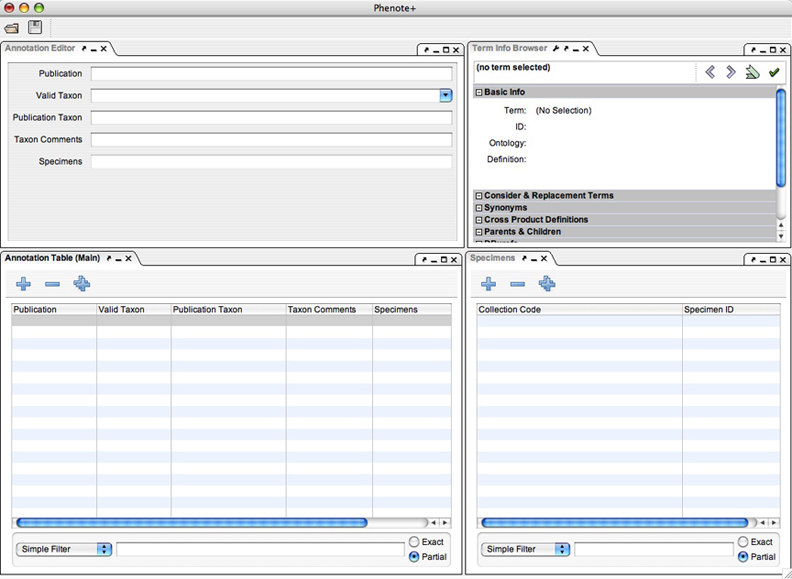 Phenote+
Annotation Editor
Publication
Valid Taxon
Publication Taxon
Taxon Comments
Specimens
Term Info Browser
(no term selected)
Basic Info
Term: (No Selection)
ID:
Ontology:
Definition:
Consider & Replacement Terms
Synonyms
Cross Product Definitions
Parents & Children
Annotation Table (Main)
Publication Valid Taxon Publication Taxon Taxon Comments Specimens
Simple Filter
Exact
Partial
Specimens
Collection Code Specimen ID
Simple Filter
Exact
Partial